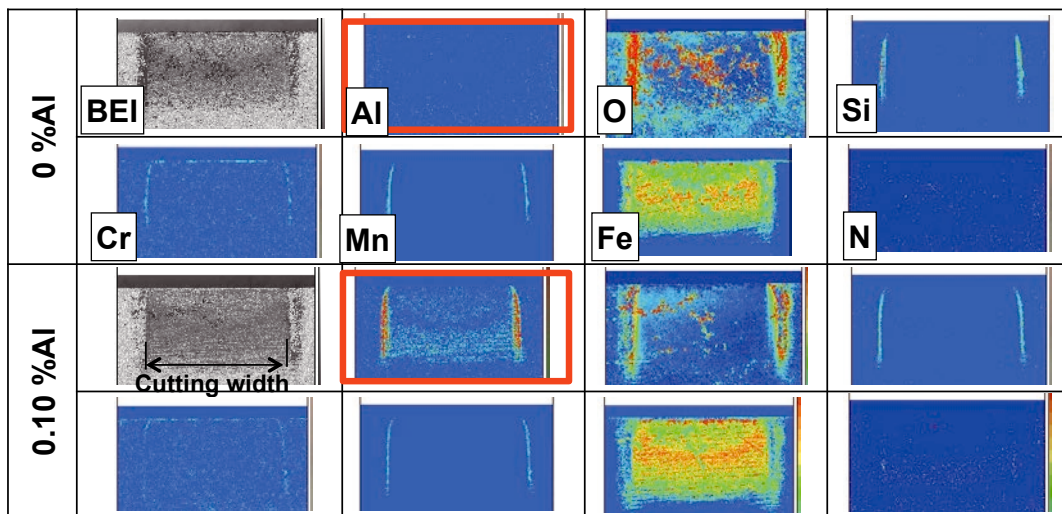 0 %Al
BEI
Al
O
Si
Cr
Mn
Fe
N
0.10 %Al
Cutting width